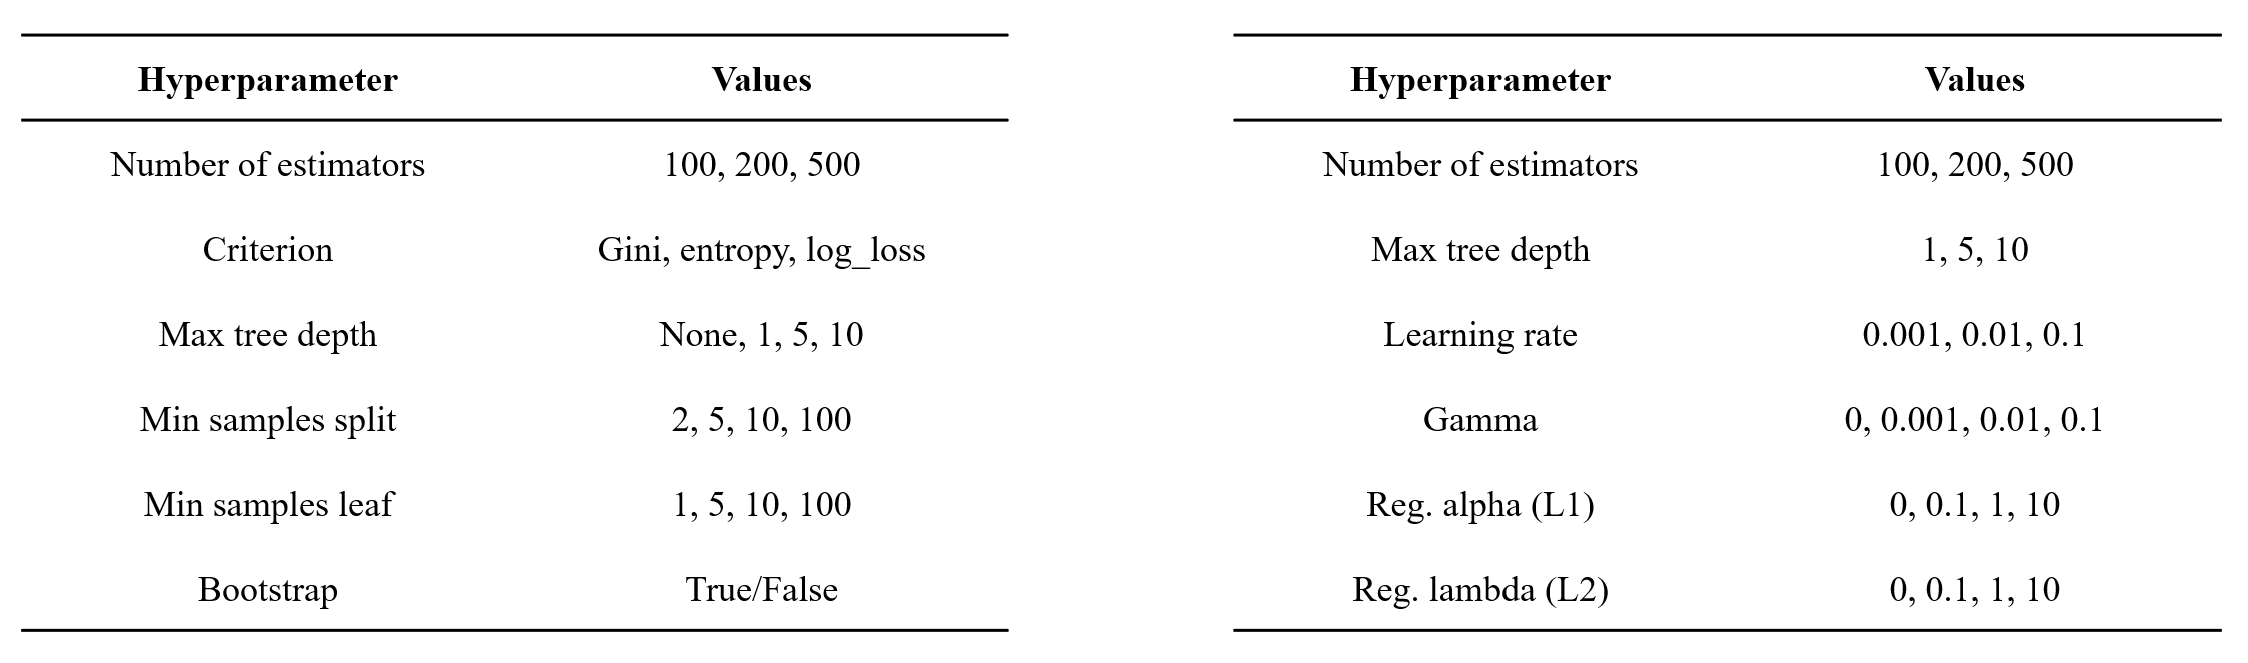 Hyperparameter Values
Number of estimators 100, 200, 500
Criterion Gini, entropy, log_loss
Max tree depth None, 1, 5, 10
Min samples split 2, 5, 10, 100
Min samples leaf 1, 5, 10, 100
Bootstrap True/False
Hyperparameter Values
Number of estimators 100, 200, 500
Max tree depth 1, 5, 10
Learning rate 0.001, 0.01, 0.1
Gamma 0, 0.001, 0.01, 0.1
Reg. alpha (L1) 0, 0.1, 1, 10
Reg. lambda (L2) 0, 0.1, 1, 10